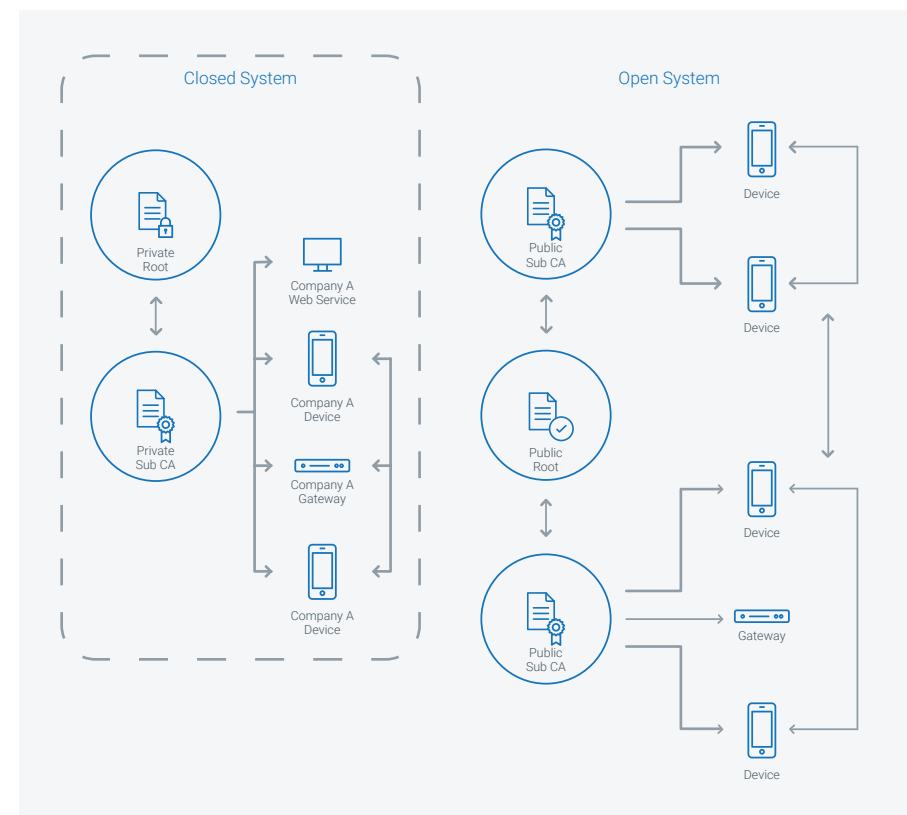 Closed System
Private
Root
Private
Sub CA
Company A
Web Service
Company A
Device
Company A
Gateway
Company A
Device
Open System
Public
Sub CA
Public
Root
Public
Sub CA
Device
Device
Device
Gateway
Device